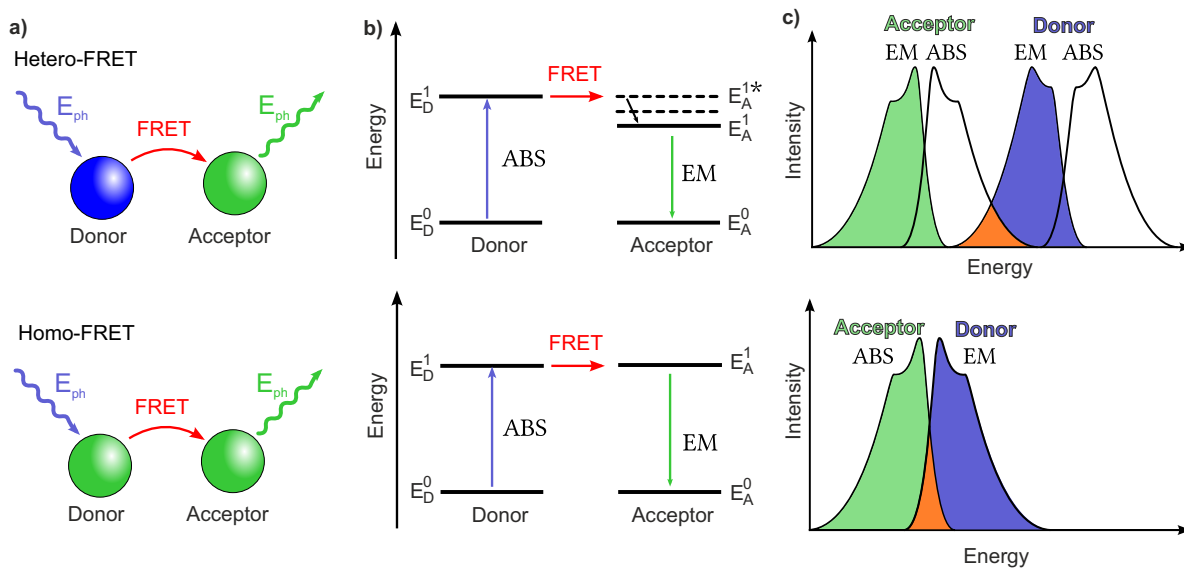 a)
Hetero-FRET
E_ph
FRET
E_ph
Donor
Acceptor
Homo-FRET
E_ph
FRET
E_ph
Donor
Acceptor
b)
Energy
E_D^1
FRET
E_A^1*
E_A^1
ABS
EM
E_D^0
E_A^0
Donor
Acceptor
Energy
E_D^1
FRET
E_A^1
ABS
EM
E_D^0
E_A^0
Donor
Acceptor
c)
Acceptor
Donor
EM ABS
EM ABS
Intensity
Energy
Acceptor
Donor
ABS
EM
Intensity
Energy